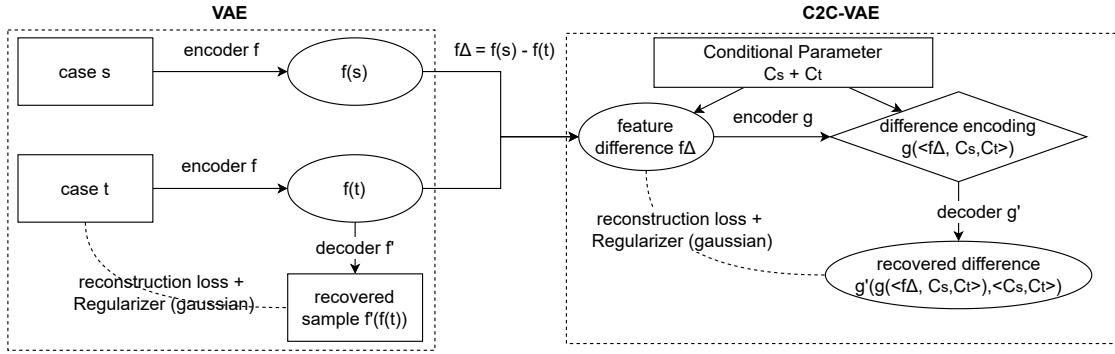 VAE
case s
encoder f
f(s)
case t
encoder f
f(t)
decoder f'
reconstruction loss +
Regularizer (gaussian)
recovered
sample f'(f(t))
fΔ = f(s) - f(t)
C2C-VAE
Conditional Parameter
Cs + Ct
feature
difference fΔ
encoder g
difference encoding
g(<fΔ, Cs,Ct>)
decoder g'
reconstruction loss +
Regularizer (gaussian)
recovered difference
g'(g(<fΔ, Cs,Ct>),<Cs,Ct>)